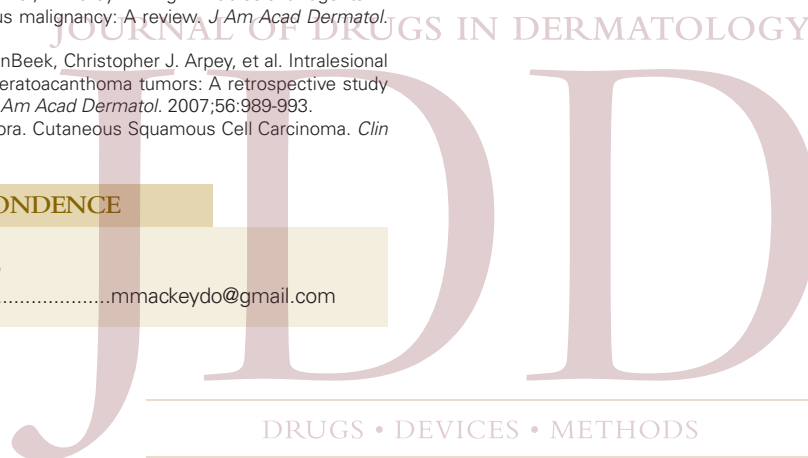 us malignancy: A review. J Am Acad Dermatol.
JOURNAL OF DRUGS IN DERMATOLOGY
nBeek, Christopher J. Arpey, et al. Intralesional
eratoacanthoma tumors: A retrospective study
Am Acad Dermatol. 2007;56:989-993.
ora. Cutaneous Squamous Cell Carcinoma. Clin
JDD
ONDENCE
....................mmackeydo@gmail.com
DRUGS • DEVICES • METHODS